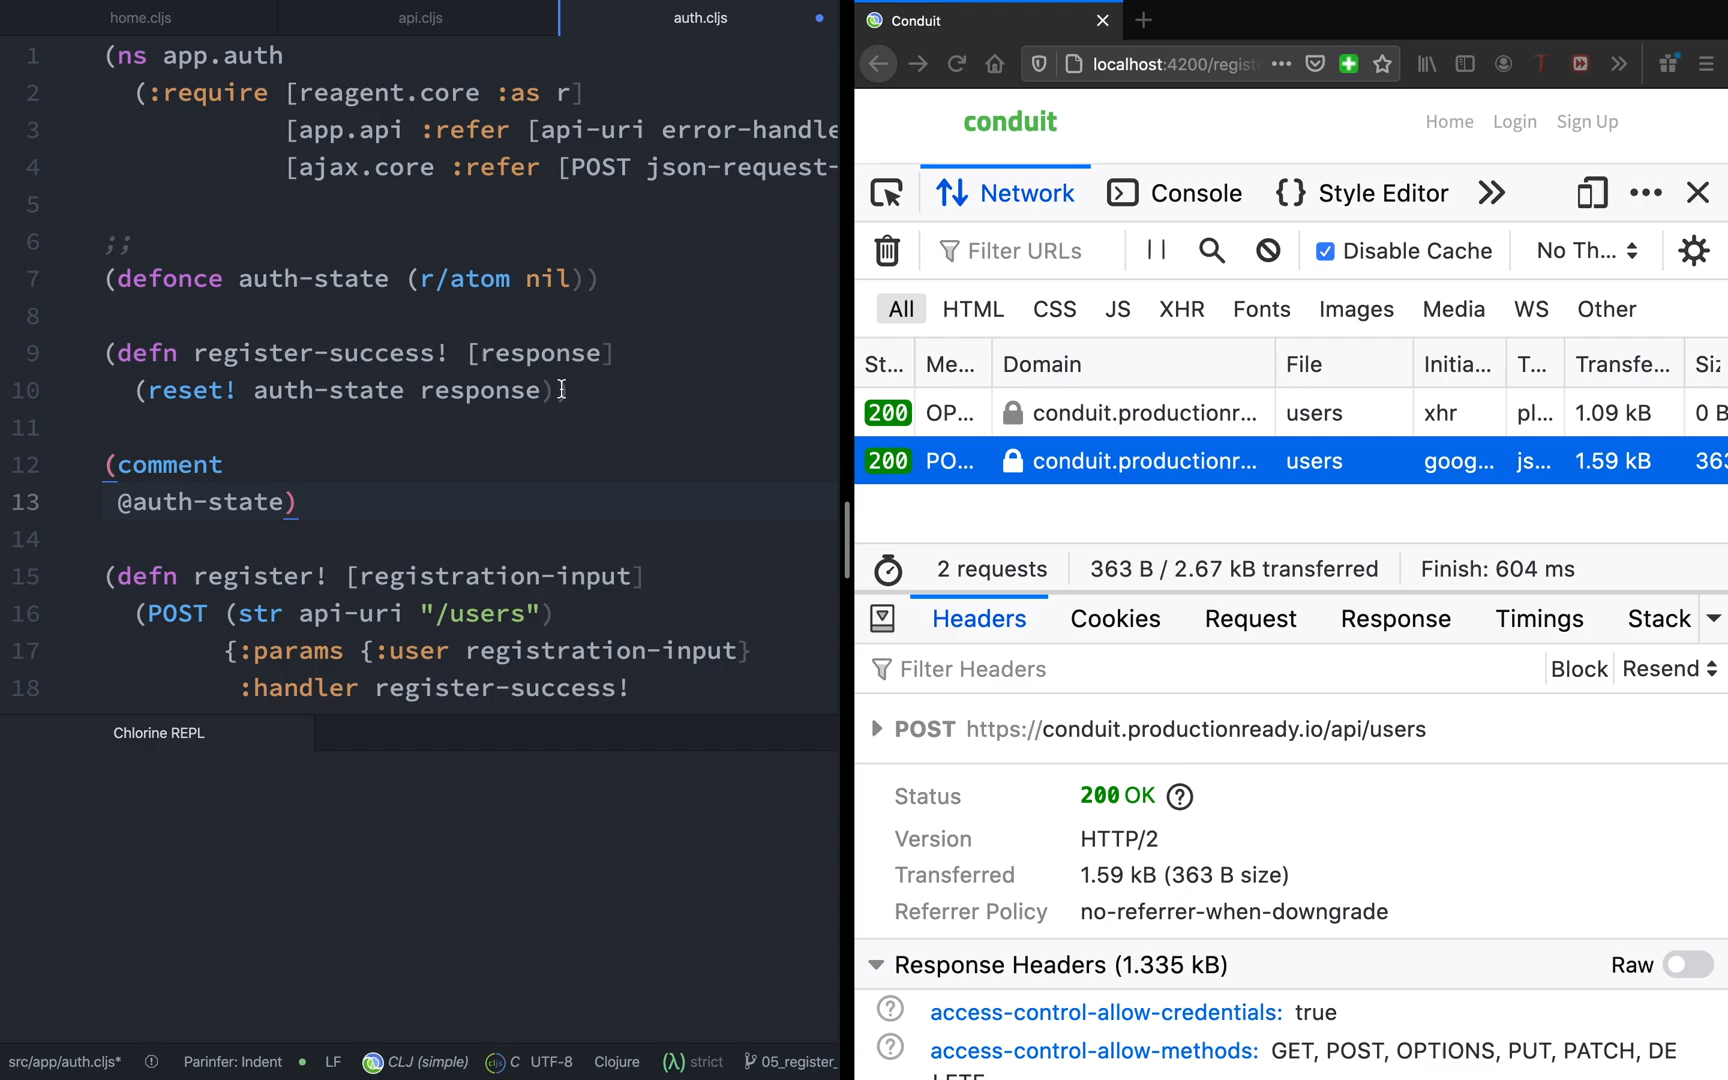 home.cljs
api.cljs
auth.cljs
1 (ns app.auth
2 (:require [reagent.core :as r]
3 [app.api :refer [api-uri error-handle
4 [ajax.core :refer [POST json-request-
5
6 ;;
7 (defonce auth-state (r/atom nil))
8
9 (defn register-success! [response]
10 (reset! auth-state response))
11
12 (comment
13 @auth-state)
14
15 (defn register! [registration-input]
16 (POST (str api-uri "/users")
17 {:params {:user registration-input}
18 :handler register-success!
Chlorine REPL
src/app/auth.cljs*
Parinfer: Indent
LF
CLJ (simple)
C
UTF-8
Clojure
(λ) strict
05_register_
Conduit
localhost:4200/regist
conduit
Home Login Sign Up
Network
Console
{} Style Editor
Filter URLs
Disable Cache
No Th...
All HTML CSS JS XHR Fonts Images Media WS Other
St... Me... Domain File Initia... T... Transfe... Siz
200 OP... conduit.productionr... users xhr pl... 1.09 kB 0 B
200 PO... conduit.productionr... users goog... js... 1.59 kB 363
2 requests 363 B / 2.67 kB transferred Finish: 604 ms
Headers Cookies Request Response Timings Stack
Filter Headers
Block Resend
POST https://conduit.productionready.io/api/users
Status 200 OK
Version HTTP/2
Transferred 1.59 kB (363 B size)
Referrer Policy no-referrer-when-downgrade
Response Headers (1.335 kB)
Raw
access-control-allow-credentials: true
access-control-allow-methods: GET, POST, OPTIONS, PUT, PATCH, DE
LETE